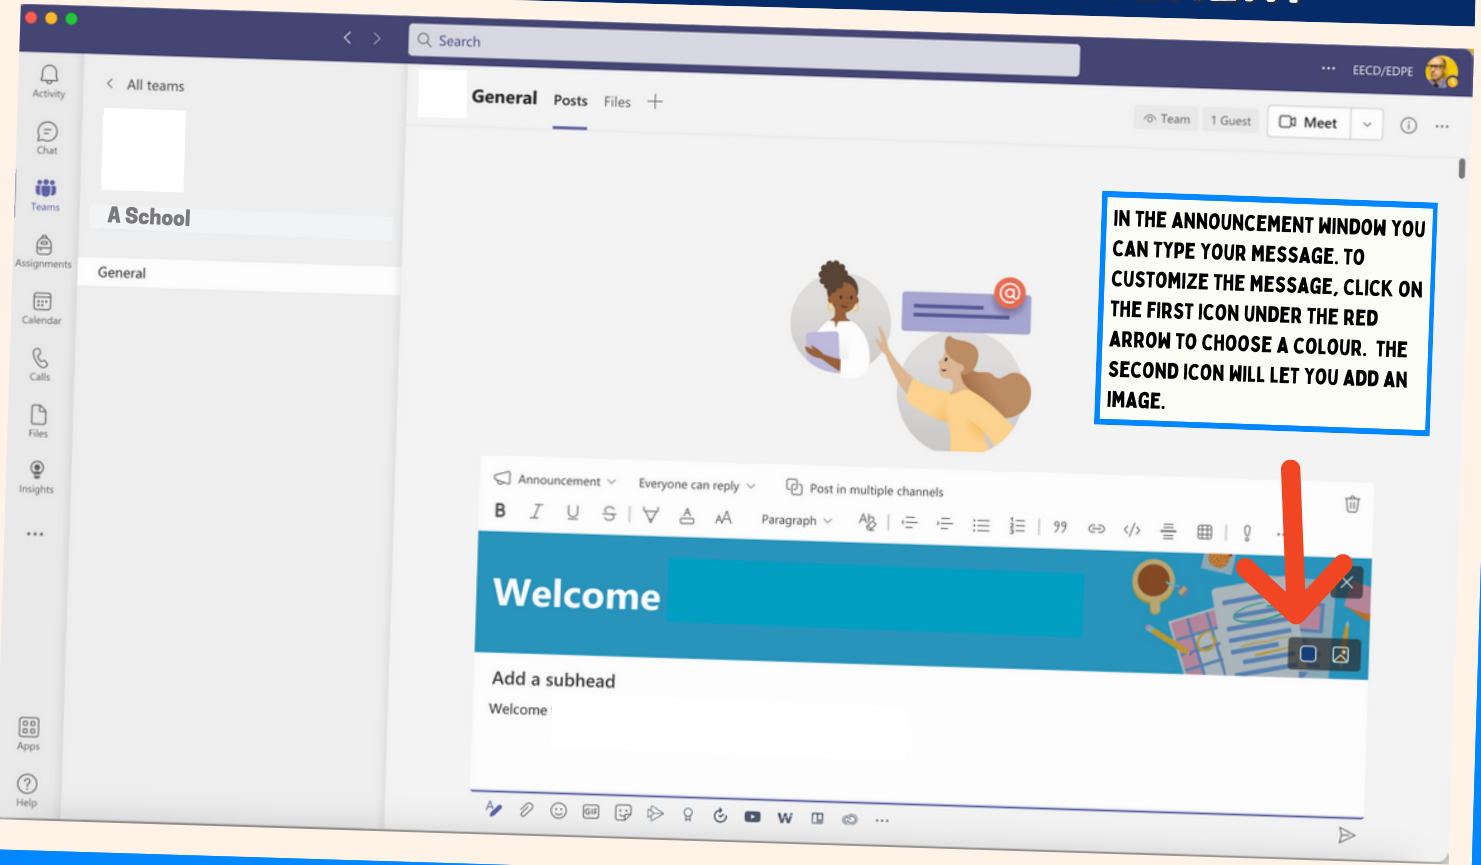 Search
EECD/EDPE
Activity
All teams
General Posts Files
Team 1 Guest Meet
Chat
Teams
A School
Assignments
General
Calendar
Calls
Files
Insights
IN THE ANNOUNCEMENT WINDOW YOU
CAN TYPE YOUR MESSAGE. TO
CUSTOMIZE THE MESSAGE, CLICK ON
THE FIRST ICON UNDER THE RED
ARROW TO CHOOSE A COLOUR. THE
SECOND ICON WILL LET YOU ADD AN
IMAGE.
Announcement Everyone can reply Post in multiple channels
Paragraph
Welcome
Add a subhead
Welcome
GIF
Apps
Help